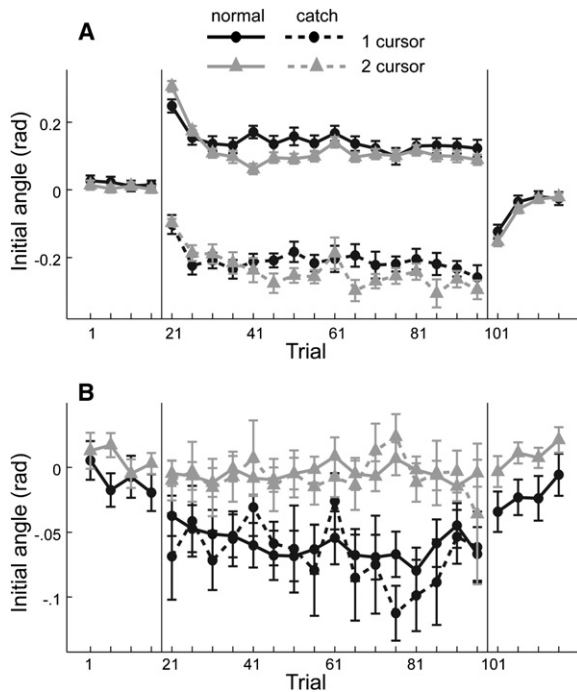 normal catch
A
1 cursor
2 cursor
Initial angle (rad)
0.2
0
-0.2
1 21 41 61 81 101
Trial
B
Initial angle (rad)
0
-.05
-.1
1 21 41 61 81 101
Trial